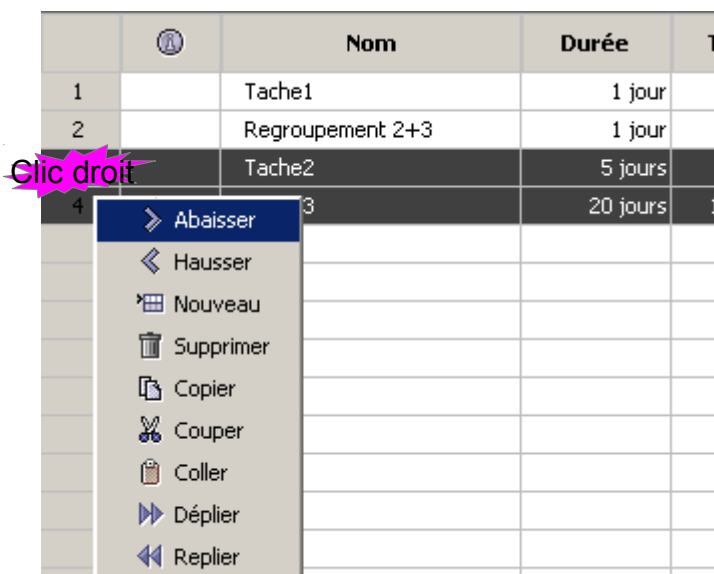 Nom Durée
1 Tache1 1 jour
2 Regroupement 2+3 1 jour
Clic droit Tache2 5 jours
4 3 20 jours
Abaisser
Hausser
Nouveau
Supprimer
Copier
Couper
Coller
Déplier
Replier